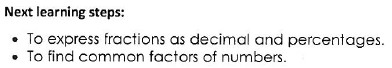 Next learning steps:
• To express fractions as decimal and percentages.
• To find common factors of numbers.